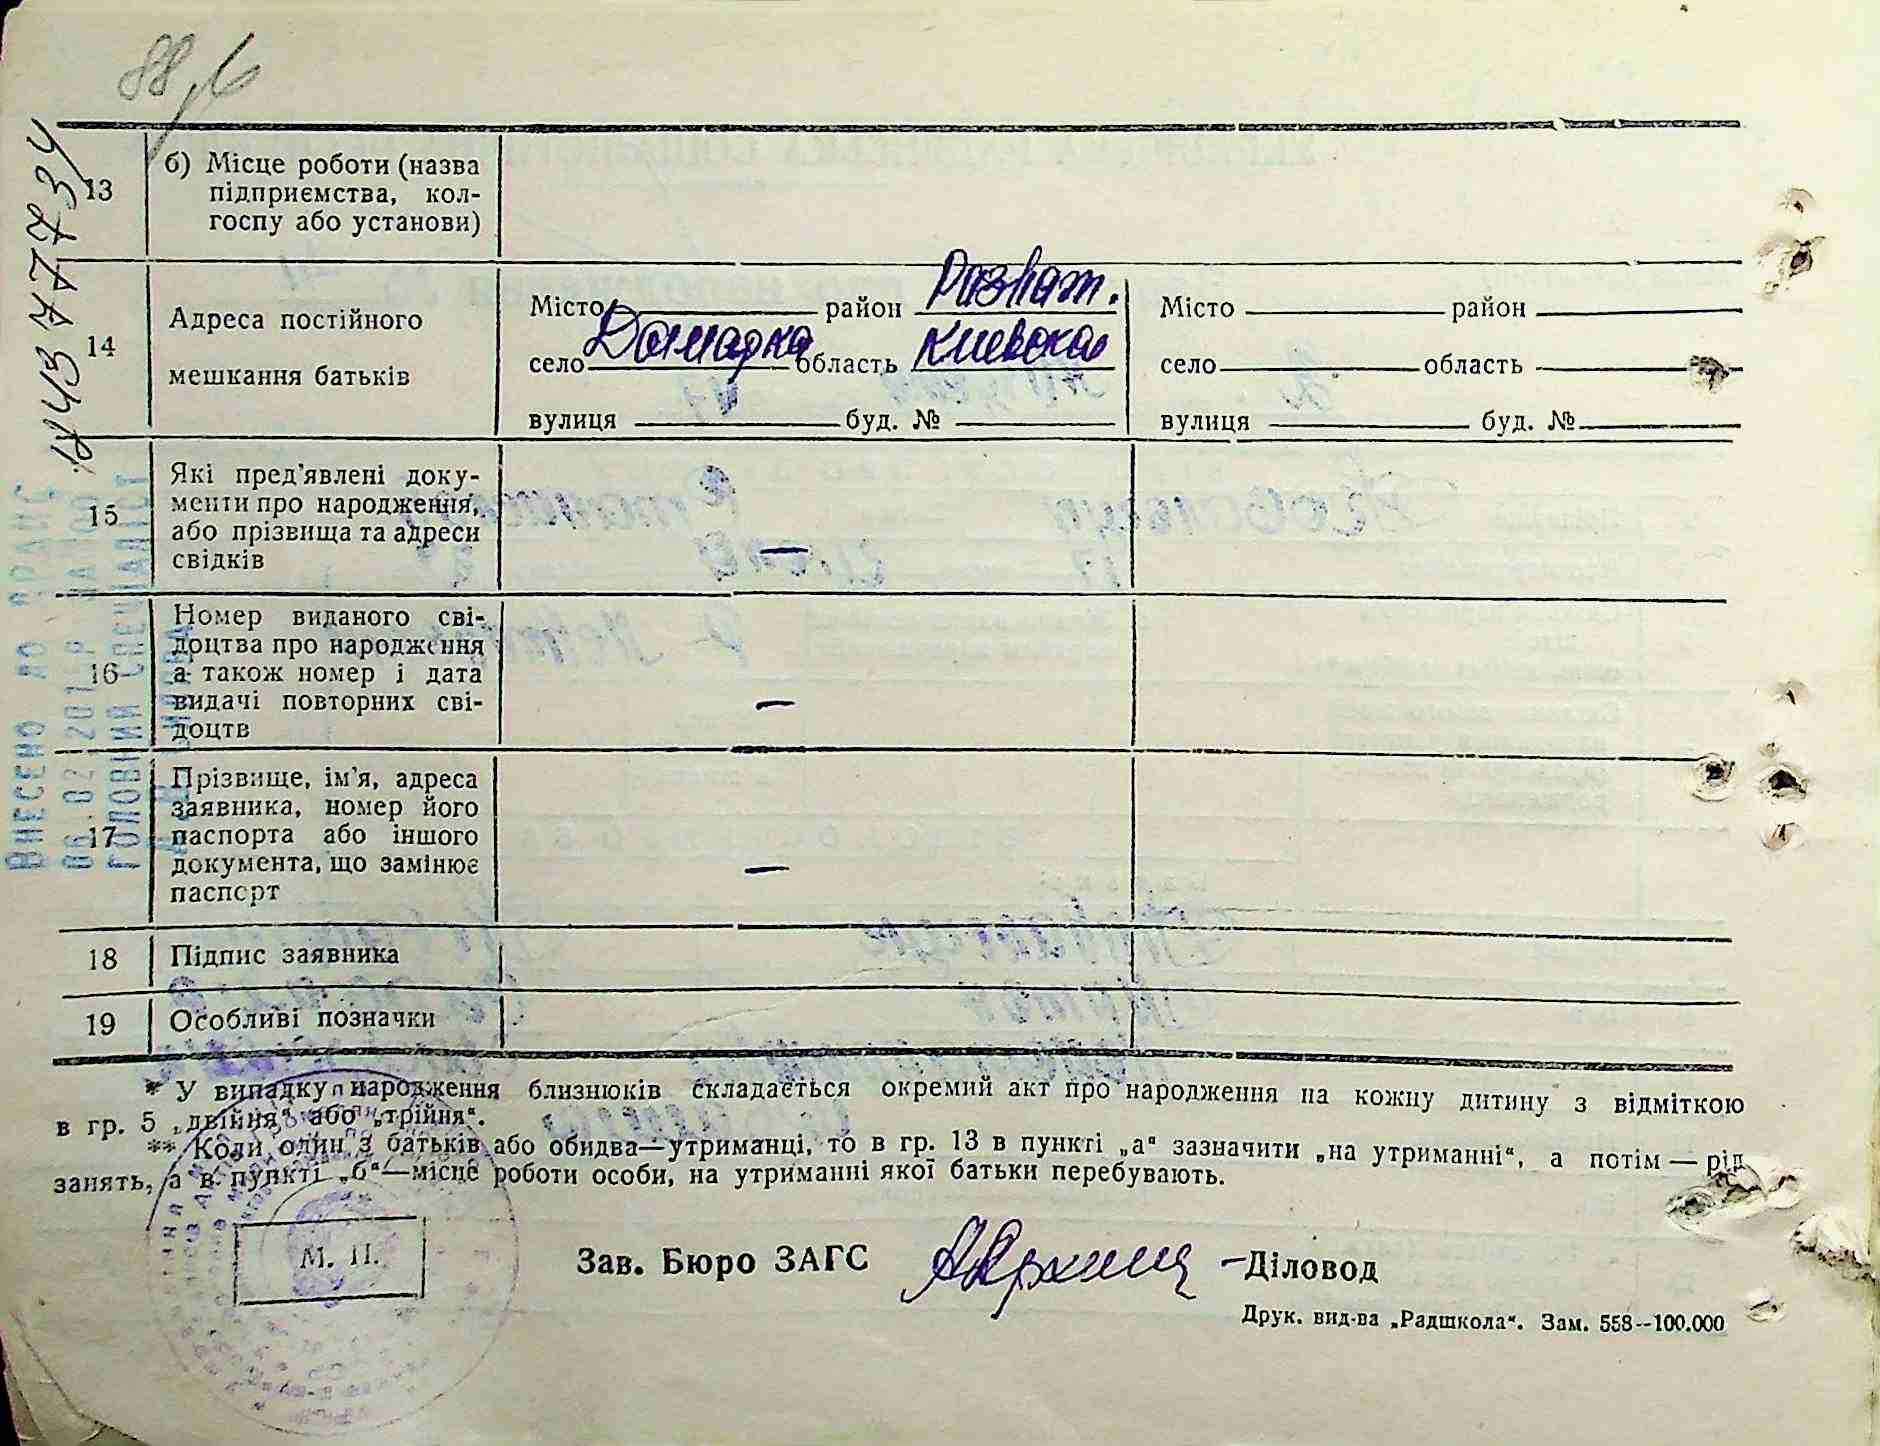 13
б) Місце роботи (назва
підприємства, кол-
госпу або установи)
14
Адреса постійного
мешкання батьків
Місто район Розваж.
село Домарка область Киевская
вулиця буд. №
Місто район
село область
вулиця буд. №
15
Які пред'явлені доку-
менти про народження,
або прізвища та адреси
свідків
—
16
Номер виданого сві-
доцтва про народження
а також номер і дата
видачі повторних сві-
доцтв
—
17
Прізвище, ім'я, адреса
заявника, номер його
паспорта або іншого
документа, що замінює
паспорт
—
18 Підпис заявника
19 Особливі позначки
* У випадку народження близнюків складається окремий акт про народження на кожну дитину з відміткою
в гр. 5 „двійня“ або „трійня“.
** Коли один з батьків або обидва—утриманці, то в гр. 13 в пункті „а“ зазначити „на утриманні“, а потім — рід
занять, а в пункті „б“—місце роботи особи, на утриманні якої батьки перебувають.
М. П.
Зав. Бюро ЗАГС
Діловод
Друк. вид-ва „Радшкола“. Зам. 558—100.000
ВНЕСЕНО ДО ДРАЦС
ГОЛОВНИЙ СПЕЦІАЛІСТ